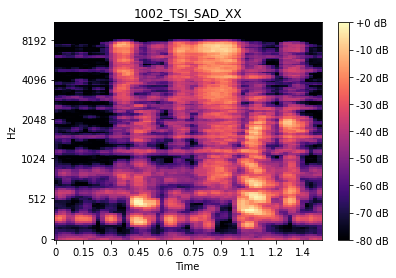 1002_TSI_SAD_XX
Hz
8192
4096
2048
1024
512
0
0 0.15 0.3 0.45 0.6 0.75 0.9 1.1 1.2 1.4
Time
+0 dB
-10 dB
-20 dB
-30 dB
-40 dB
-50 dB
-60 dB
-70 dB
-80 dB